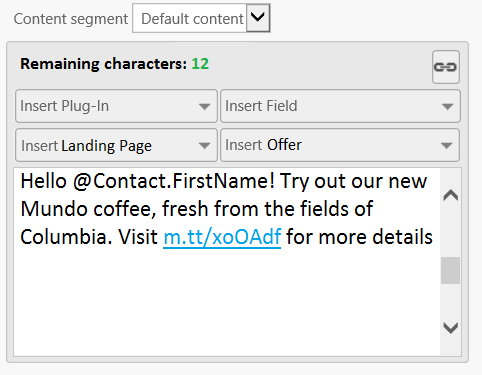 Content segment Default content
Remaining characters: 12
Insert Plug-In Insert Field
Insert Landing Page Insert Offer
Hello @Contact.FirstName! Try out our new
Mundo coffee, fresh from the fields of
Columbia. Visit m.tt/xoOAdf for more details